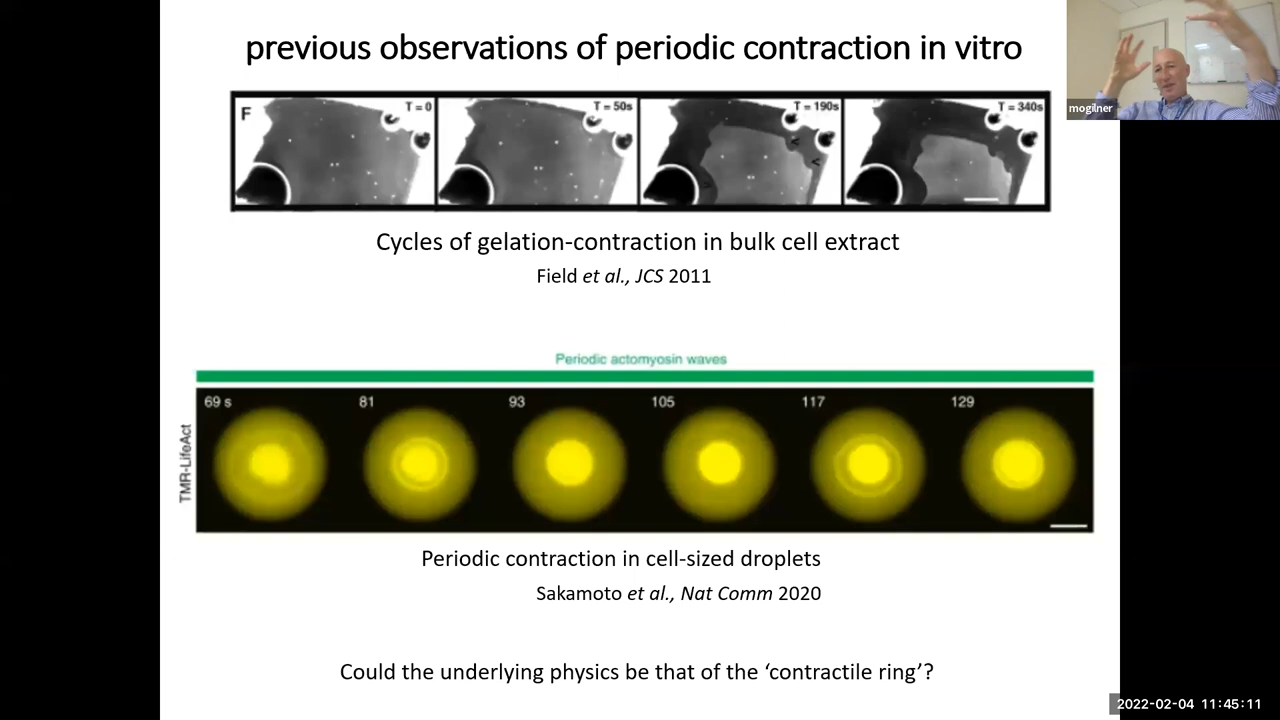 previous observations of periodic contraction in vitro
mogilner
F
T = 0
T = 50s
T = 190s
T = 340s
Cycles of gelation-contraction in bulk cell extract
Field et al., JCS 2011
Periodic actomyosin waves
TMR-LifeAct
69 s
81
93
105
117
129
Periodic contraction in cell-sized droplets
Sakamoto et al., Nat Comm 2020
Could the underlying physics be that of the ‘contractile ring’?
2022-02-04 11:45:11